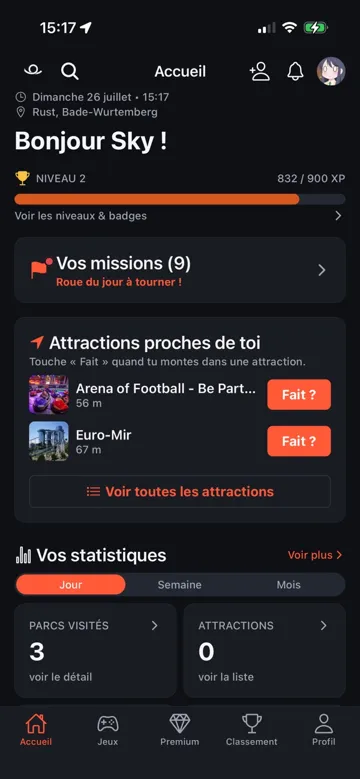 15:17
Accueil
Dimanche 26 juillet • 15:17
Rust, Bade-Wurtemberg
Bonjour Sky !
NIVEAU 2
832 / 900 XP
Voir les niveaux & badges
Vos missions (9)
Roue du jour à tourner !
Attractions proches de toi
Touche « Fait » quand tu montes dans une attraction.
Arena of Football - Be Part...
56 m
Fait ?
Euro-Mir
67 m
Fait ?
Voir toutes les attractions
Vos statistiques
Voir plus
Jour
Semaine
Mois
PARCS VISITÉS
3
voir le détail
ATTRACTIONS
0
voir la liste
Accueil
Jeux
Premium
Classement
Profil